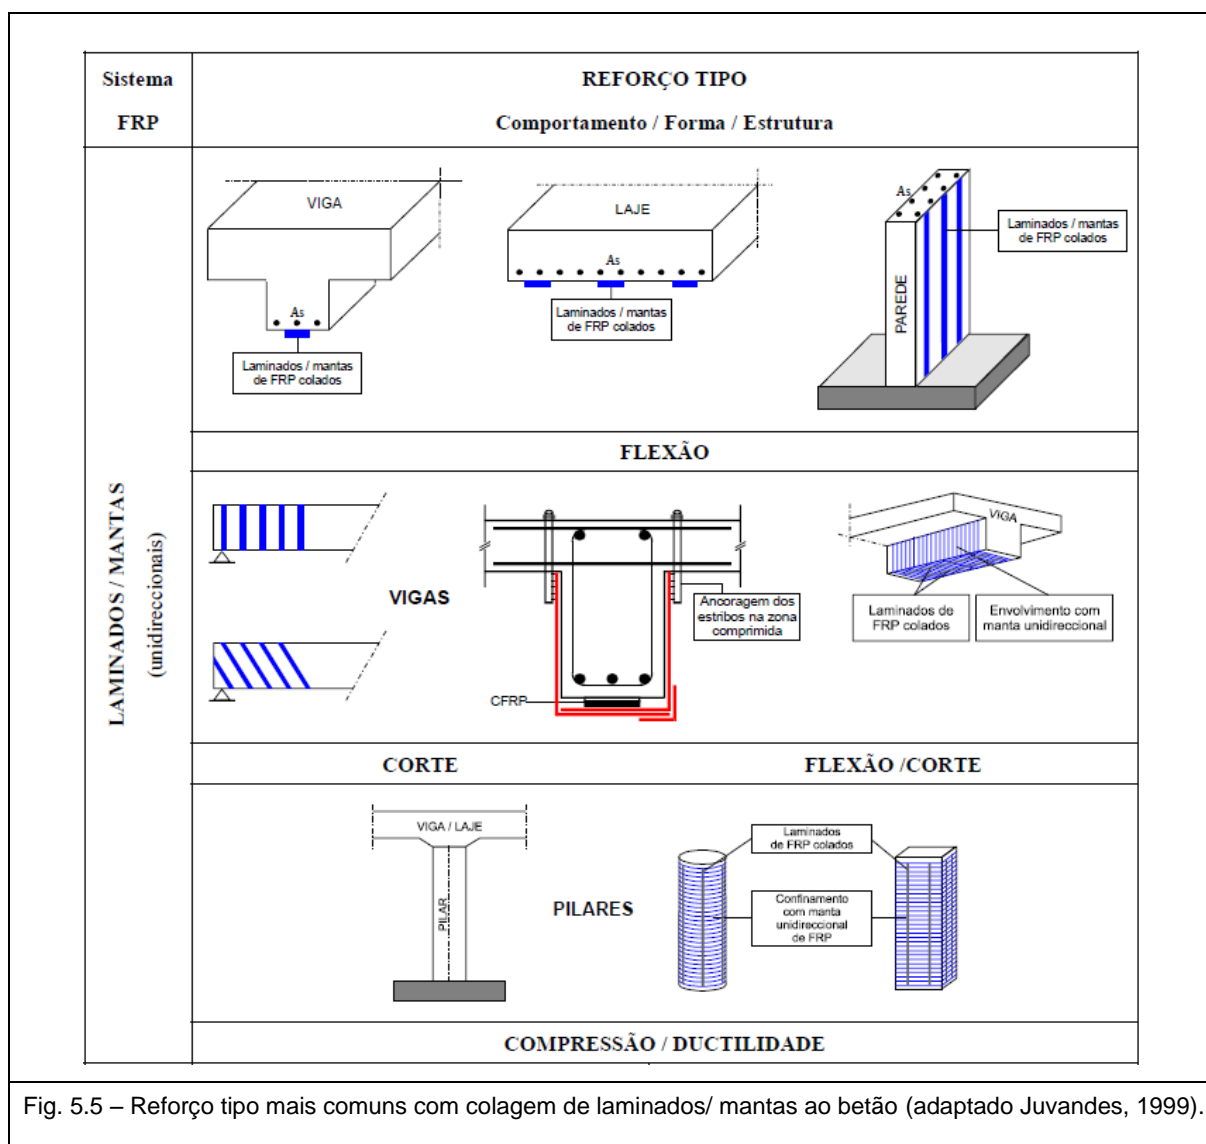 Sistema
FRP
REFORÇO TIPO
Comportamento / Forma / Estrutura
LAMINADOS / MANTAS
(unidireccionais)
VIGA
As
Laminados / mantas
de FRP colados
LAJE
As
Laminados / mantas
de FRP colados
As
PAREDE
Laminados / mantas
de FRP colados
FLEXÃO
VIGAS
Ancoragem dos
estribos na zona
comprimida
CFRP
VIGA
Laminados de
FRP colados
Envolvimento com
manta unidireccional
CORTE
FLEXÃO /CORTE
VIGA / LAJE
PILAR
PILARES
Laminados
de FRP colados
Confinamento
com manta
unidireccional
de FRP
COMPRESSÃO / DUCTILIDADE
Fig. 5.5 – Reforço tipo mais comuns com colagem de laminados/ mantas ao betão (adaptado Juvandes, 1999).